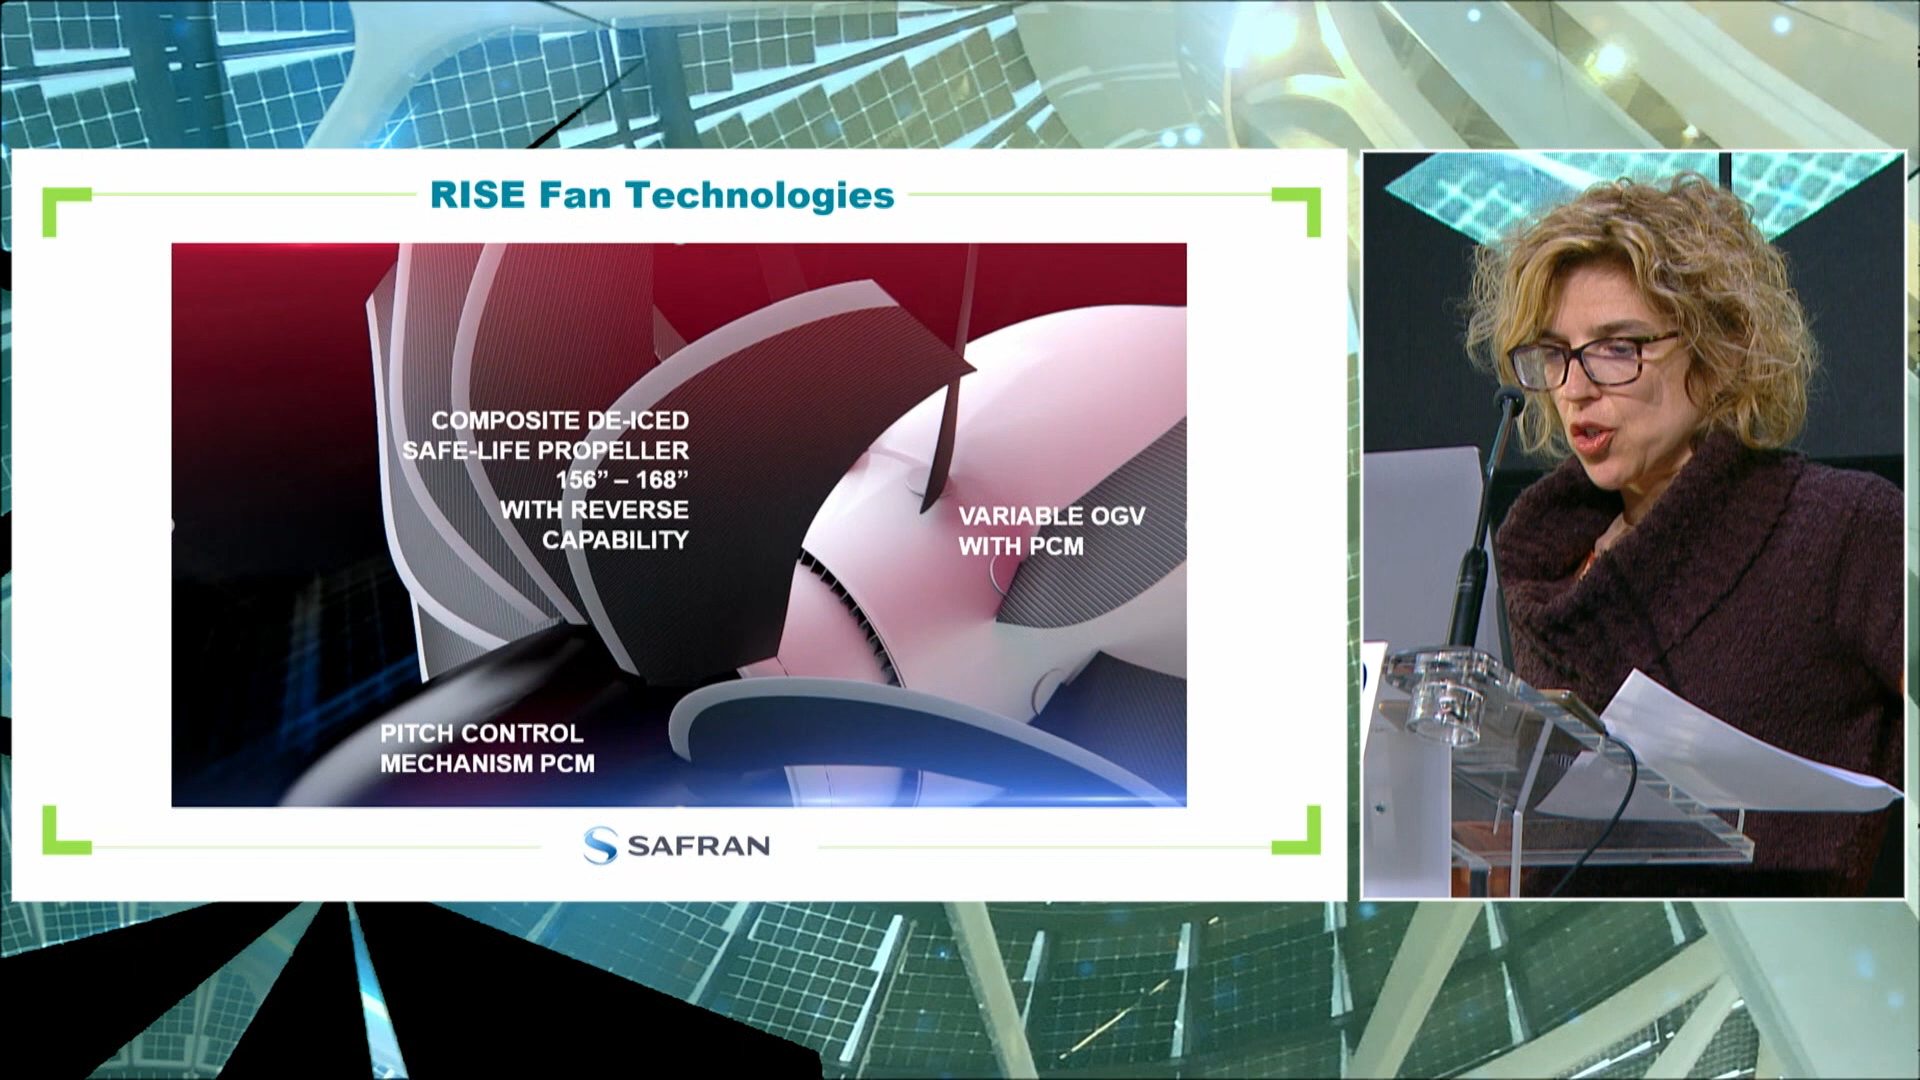 RISE Fan Technologies
COMPOSITE DE-ICED
SAFE-LIFE PROPELLER
156” – 168”
WITH REVERSE
CAPABILITY
VARIABLE OGV
WITH PCM
PITCH CONTROL
MECHANISM PCM
SAFRAN